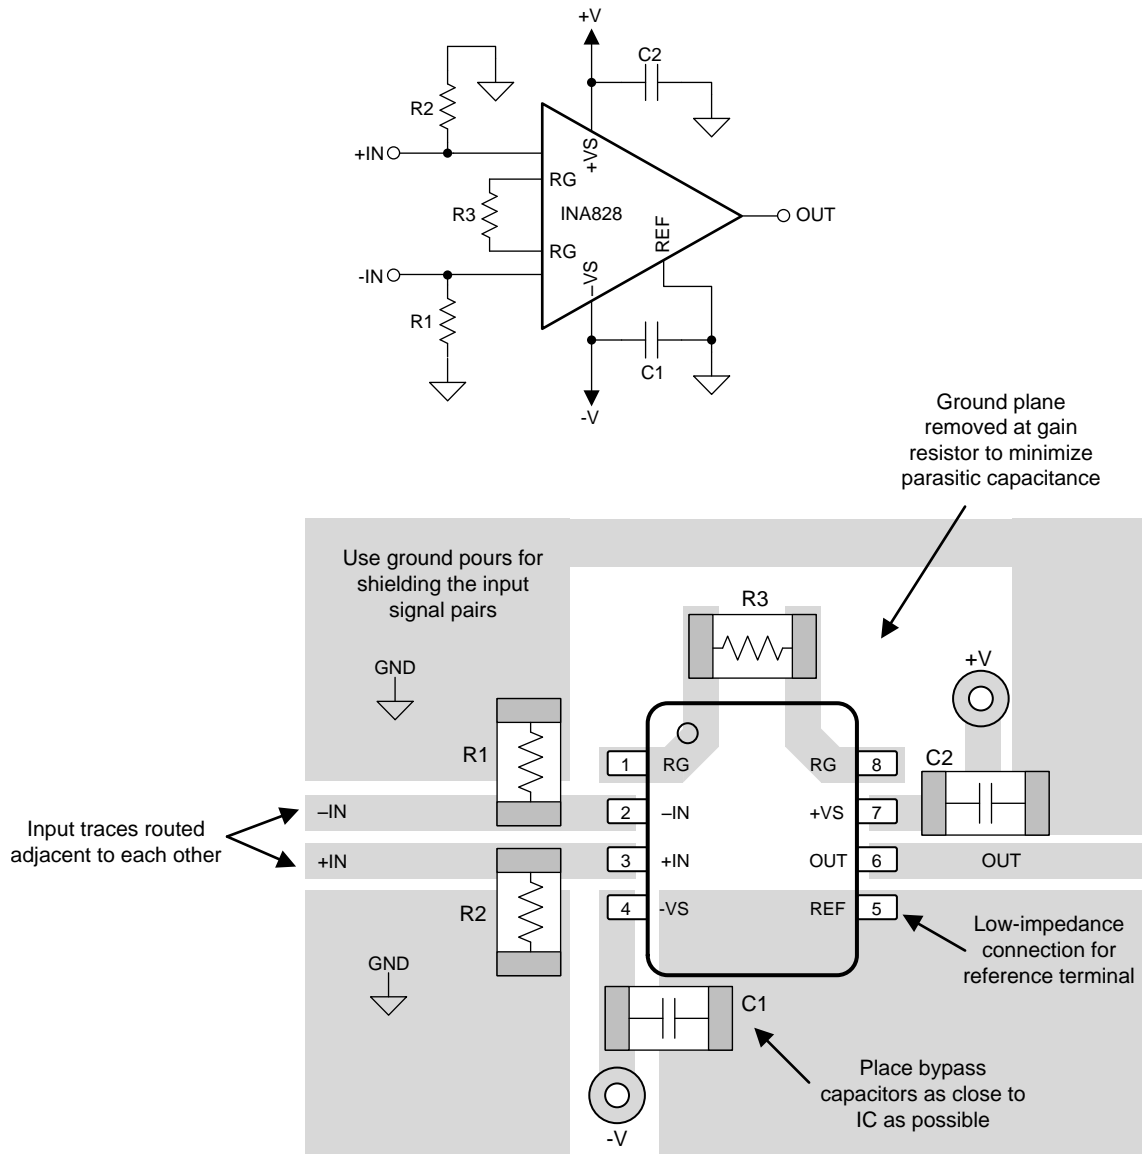 +V
C2
R2
+IN
+VS
RG
R3
INA828
OUT
REF
RG
-IN
–VS
R1
C1
-V
Ground plane
removed at gain
resistor to minimize
parasitic capacitance
Use ground pours for
shielding the input
signal pairs
R3
GND
+V
R1
C2
1
RG
RG
8
–IN
2
–IN
+VS
7
Input traces routed
adjacent to each other
+IN
3
+IN
OUT
6
OUT
R2
4
-VS
REF
5
Low-impedance
connection for
reference terminal
GND
C1
Place bypass
capacitors as close to
IC as possible
-V